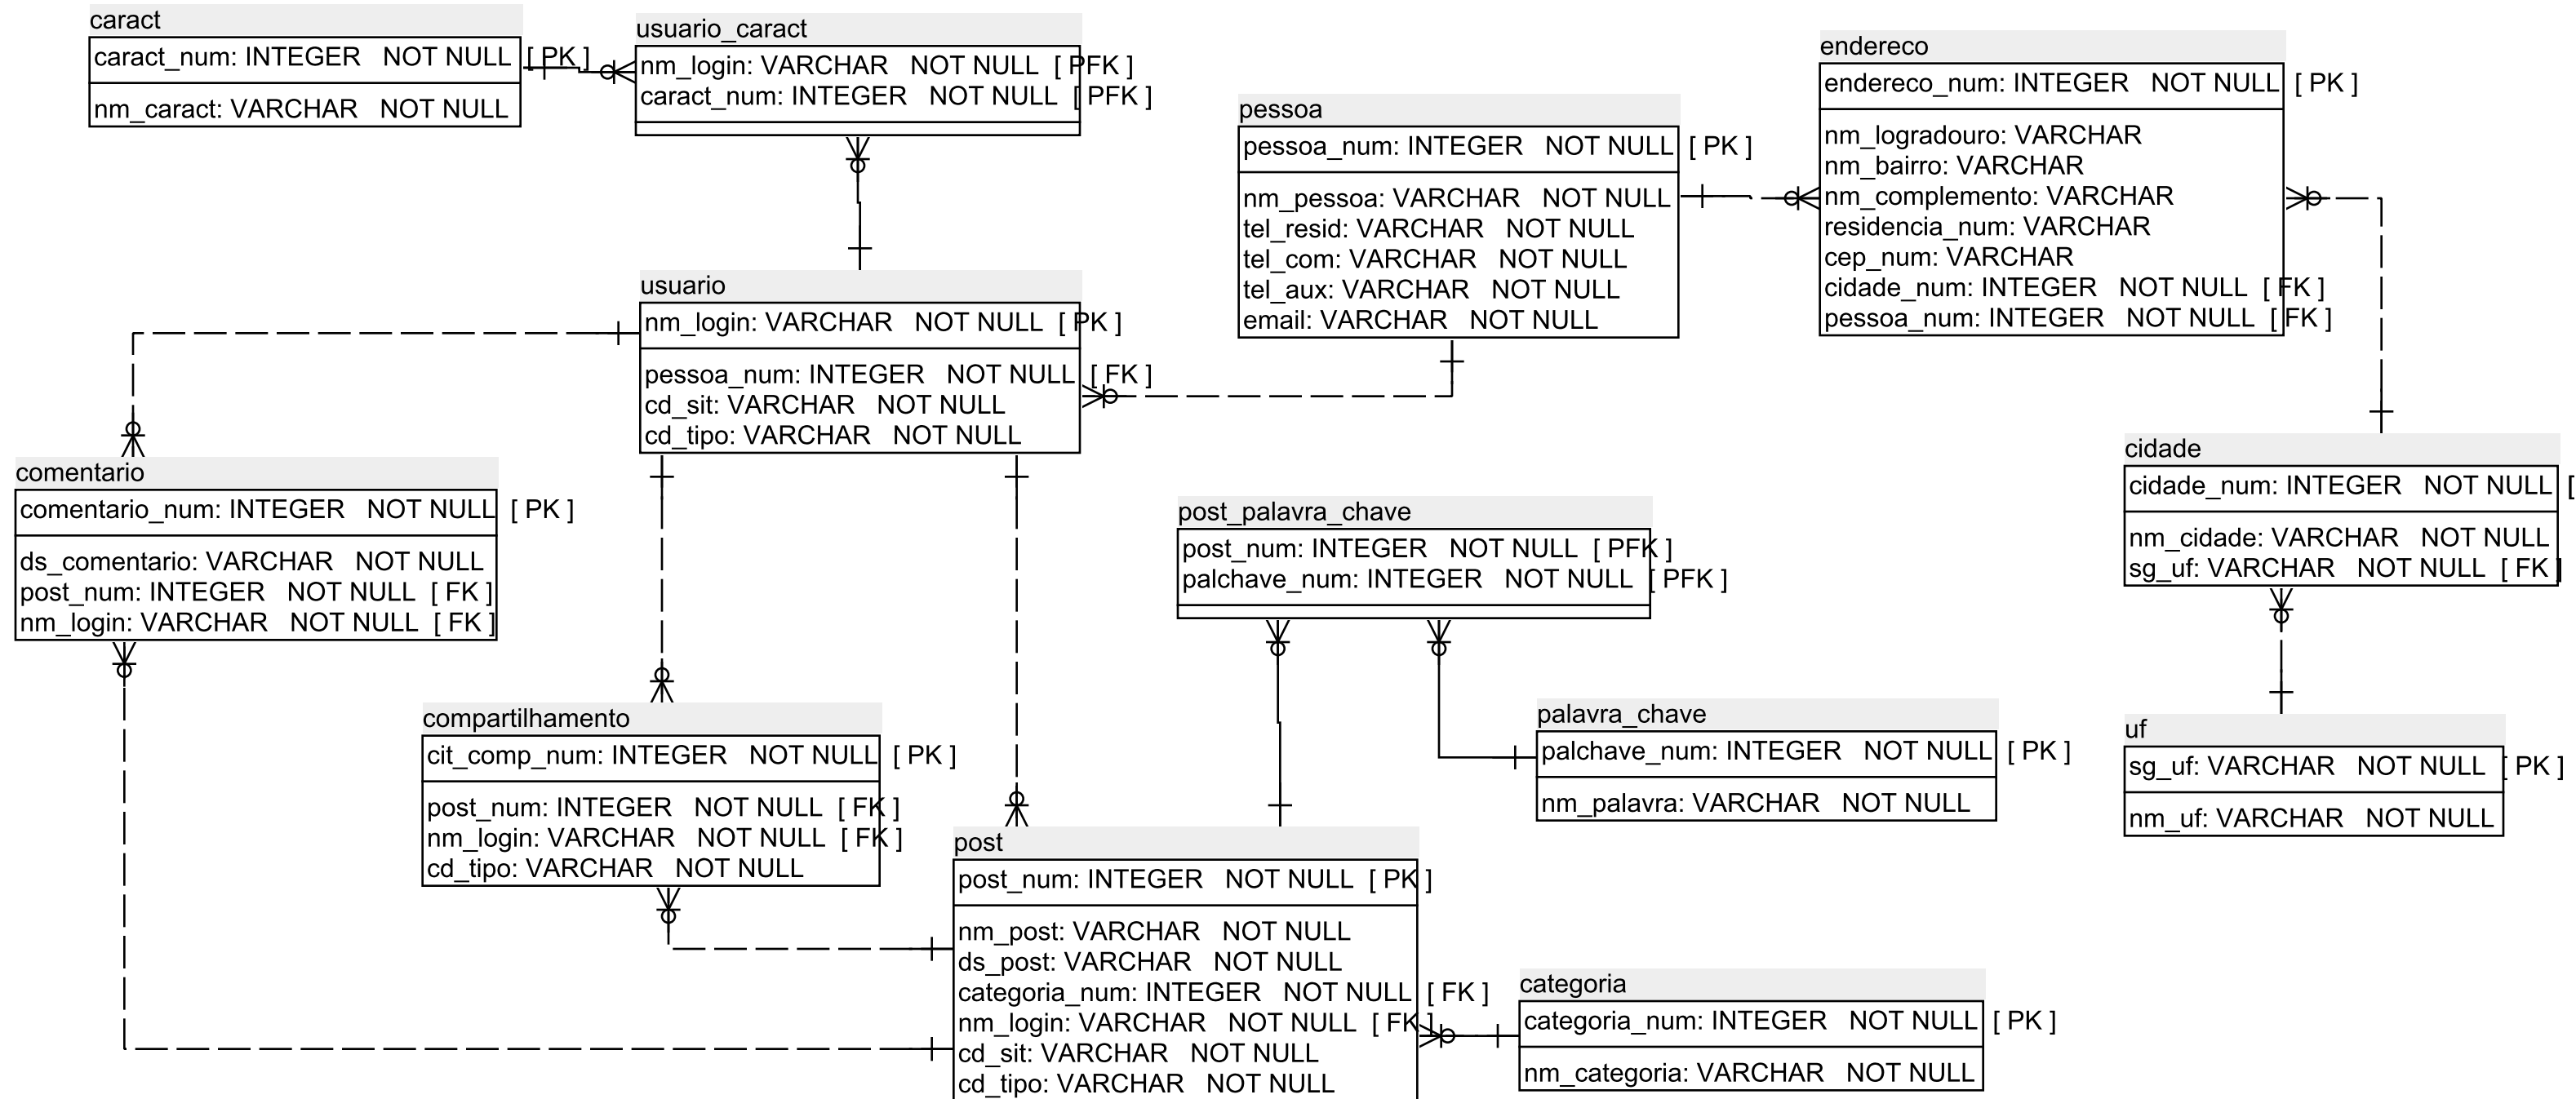 caract
caract_num: INTEGER NOT NULL [ PK ]
nm_caract: VARCHAR NOT NULL
usuario_caract
nm_login: VARCHAR NOT NULL [ PFK ]
caract_num: INTEGER NOT NULL [ PFK ]
pessoa
pessoa_num: INTEGER NOT NULL [ PK ]
nm_pessoa: VARCHAR NOT NULL
tel_resid: VARCHAR NOT NULL
tel_com: VARCHAR NOT NULL
tel_aux: VARCHAR NOT NULL
email: VARCHAR NOT NULL
endereco
endereco_num: INTEGER NOT NULL [ PK ]
nm_logradouro: VARCHAR
nm_bairro: VARCHAR
nm_complemento: VARCHAR
residencia_num: VARCHAR
cep_num: VARCHAR
cidade_num: INTEGER NOT NULL [ FK ]
pessoa_num: INTEGER NOT NULL [ FK ]
usuario
nm_login: VARCHAR NOT NULL [ PK ]
pessoa_num: INTEGER NOT NULL [ FK ]
cd_sit: VARCHAR NOT NULL
cd_tipo: VARCHAR NOT NULL
comentario
comentario_num: INTEGER NOT NULL [ PK ]
ds_comentario: VARCHAR NOT NULL
post_num: INTEGER NOT NULL [ FK ]
nm_login: VARCHAR NOT NULL [ FK ]
cidade
cidade_num: INTEGER NOT NULL [
nm_cidade: VARCHAR NOT NULL
sg_uf: VARCHAR NOT NULL [ FK ]
post_palavra_chave
post_num: INTEGER NOT NULL [ PFK ]
palchave_num: INTEGER NOT NULL [ PFK ]
compartilhamento
cit_comp_num: INTEGER NOT NULL [ PK ]
post_num: INTEGER NOT NULL [ FK ]
nm_login: VARCHAR NOT NULL [ FK ]
cd_tipo: VARCHAR NOT NULL
palavra_chave
palchave_num: INTEGER NOT NULL [ PK ]
nm_palavra: VARCHAR NOT NULL
uf
sg_uf: VARCHAR NOT NULL [ PK ]
nm_uf: VARCHAR NOT NULL
post
post_num: INTEGER NOT NULL [ PK ]
nm_post: VARCHAR NOT NULL
ds_post: VARCHAR NOT NULL
categoria_num: INTEGER NOT NULL [ FK ]
nm_login: VARCHAR NOT NULL [ FK ]
cd_sit: VARCHAR NOT NULL
cd_tipo: VARCHAR NOT NULL
categoria
categoria_num: INTEGER NOT NULL [ PK ]
nm_categoria: VARCHAR NOT NULL